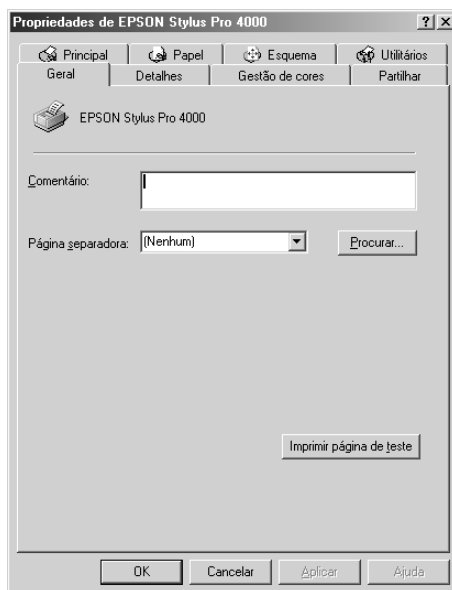 Propriedades de EPSON Stylus Pro 4000
Principal Papel Esquema Utilitários
Geral Detalhes Gestão de cores Partilhar
EPSON Stylus Pro 4000
Comentário:
Página separadora: (Nenhum) Procurar...
Imprimir página de teste
OK Cancelar Aplicar Ajuda